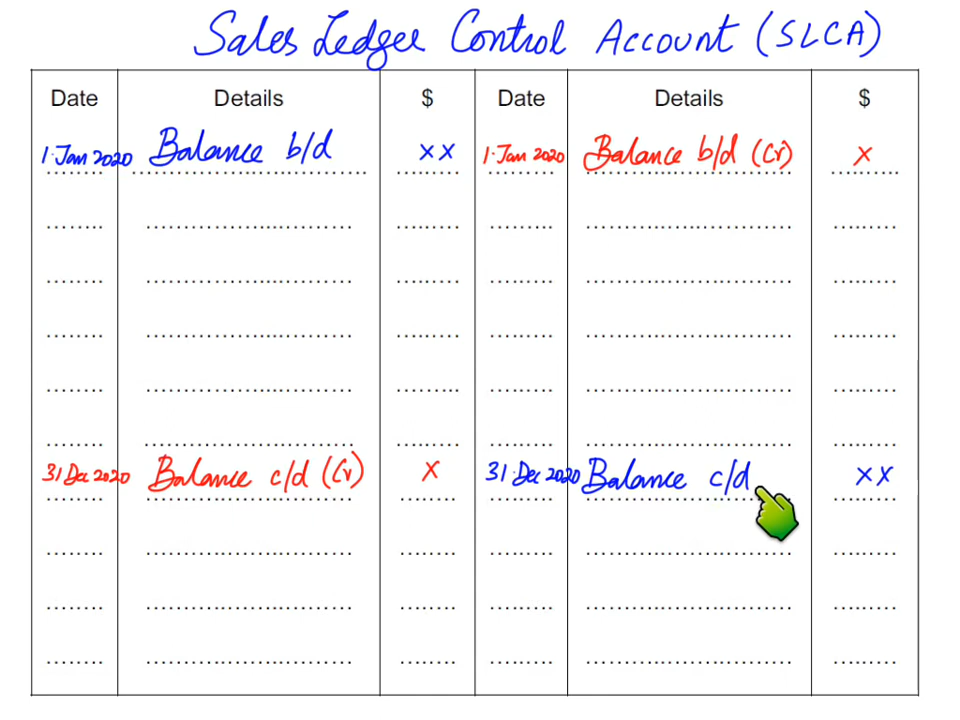 Sales Ledger Control Account (SLCA)
Date Details $ Date Details $
1·Jan 2020 Balance b/d xx 1·Jan 2020 Balance b/d (Cr) x
31 Dec 2020 Balance c/d (Cr) x 31·Dec 2020 Balance c/d xx